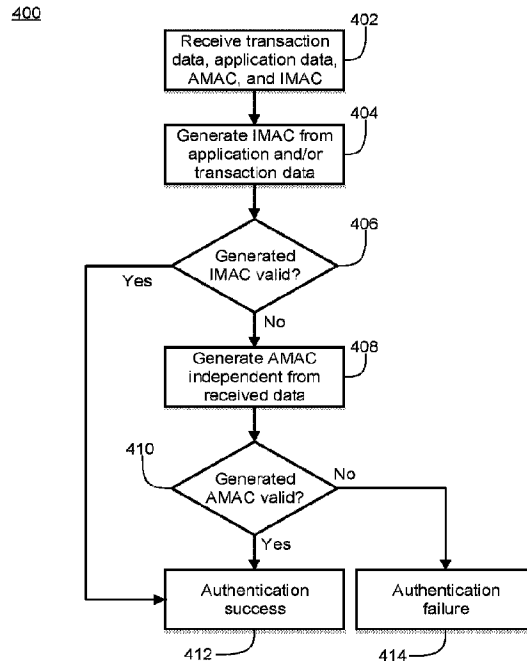 400
402
Receive transaction
data, application data,
AMAC, and IMAC
404
Generate IMAC from
application and/or
transaction data
406
Generated
IMAC valid?
Yes
No
408
Generate AMAC
independent from
received data
410
Generated
AMAC valid?
No
Yes
Authentication
success
Authentication
failure
412
414